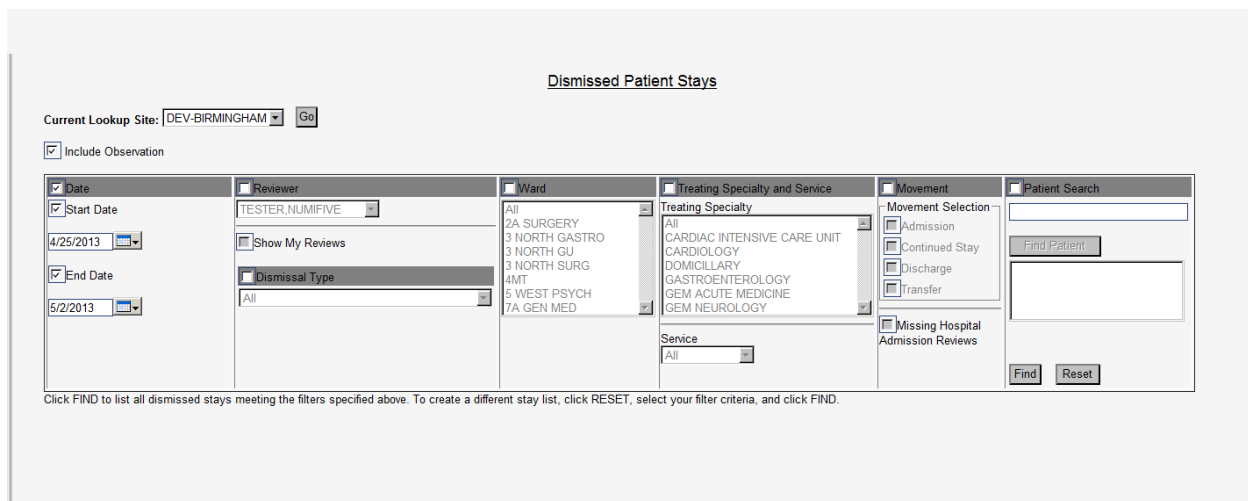 Dismissed Patient Stays
Current Lookup Site: DEV-BIRMINGHAM Go
Include Observation
Date
Start Date
4/25/2013
End Date
5/2/2013
Reviewer
TESTER,NUMIFIVE
Show My Reviews
Dismissal Type
All
Ward
All
2A SURGERY
3 NORTH GASTRO
3 NORTH GU
3 NORTH SURG
4MT
5 WEST PSYCH
7A GEN MED
Treating Specialty and Service
Treating Specialty
All
CARDIAC INTENSIVE CARE UNIT
CARDIOLOGY
DOMICILLARY
GASTROENTEROLOGY
GEM ACUTE MEDICINE
GEM NEUROLOGY
Service
All
Movement
Movement Selection
Admission
Continued Stay
Discharge
Transfer
Missing Hospital
Admission Reviews
Patient Search
Find Patient
Find Reset
Click FIND to list all dismissed stays meeting the filters specified above. To create a different stay list, click RESET, select your filter criteria, and click FIND.